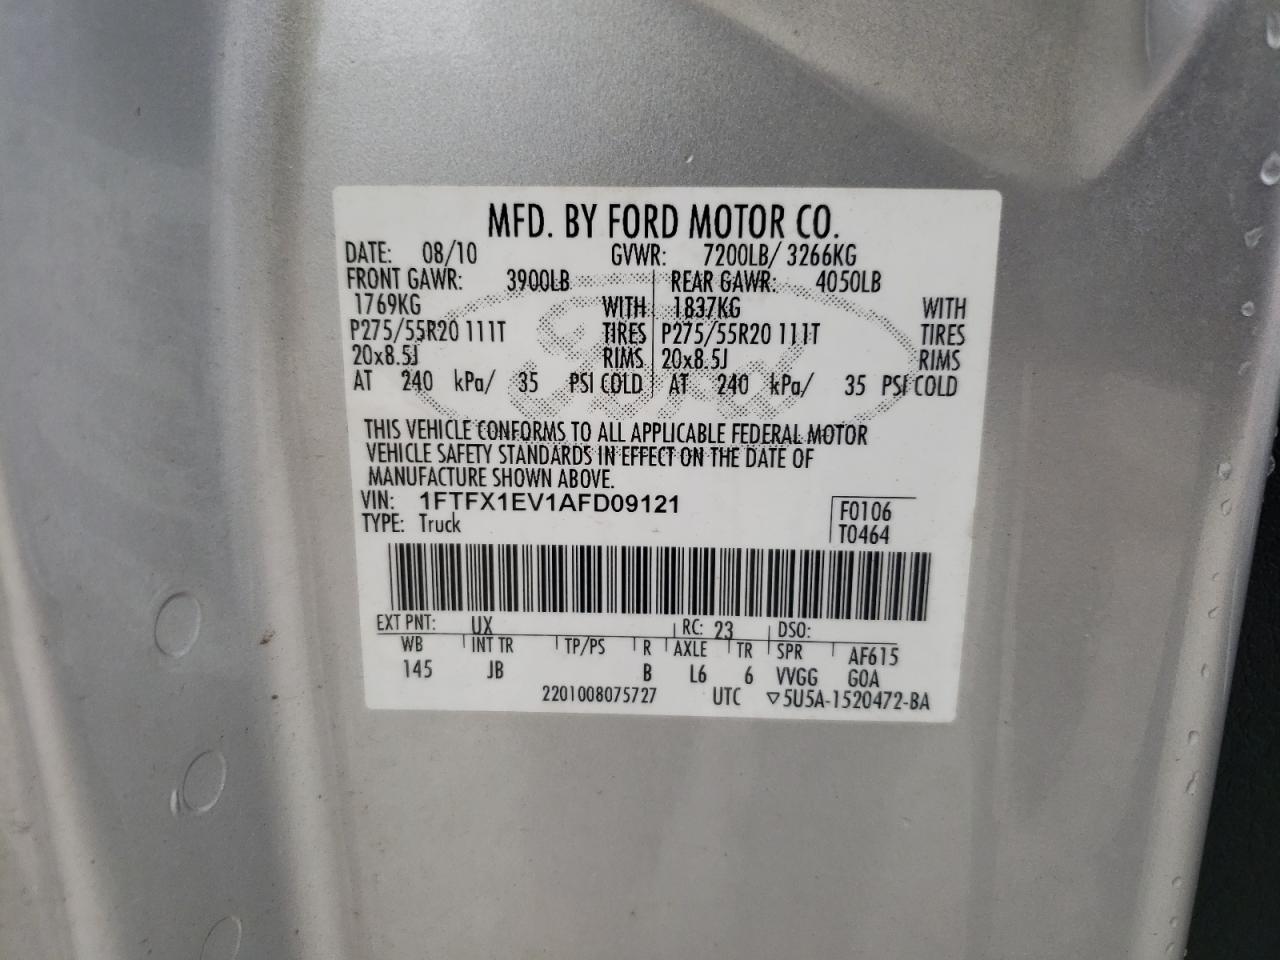 MFD. BY FORD MOTOR CO.
DATE: 08/10 GVWR: 7200LB/ 3266KG
FRONT GAWR: 3900LB REAR GAWR: 4050LB
1769KG WITH 1837KG WITH
P275/55R20 111T TIRES P275/55R20 111T TIRES
20x8.5J RIMS 20x8.5J RIMS
AT 240 kPa/ 35 PSI COLD AT 240 kPa/ 35 PSI COLD
Ford
THIS VEHICLE CONFORMS TO ALL APPLICABLE FEDERAL MOTOR
VEHICLE SAFETY STANDARDS IN EFFECT ON THE DATE OF
MANUFACTURE SHOWN ABOVE.
VIN: 1FTFX1EV1AFD09121 F0106
TYPE: Truck T0464
EXT PNT: UX RC: 23 DSO:
WB INT TR TP/PS R AXLE TR SPR AF615
145 JB B L6 6 VVGG GOA
2201008075727 UTC ▽5U5A-1520472-BA